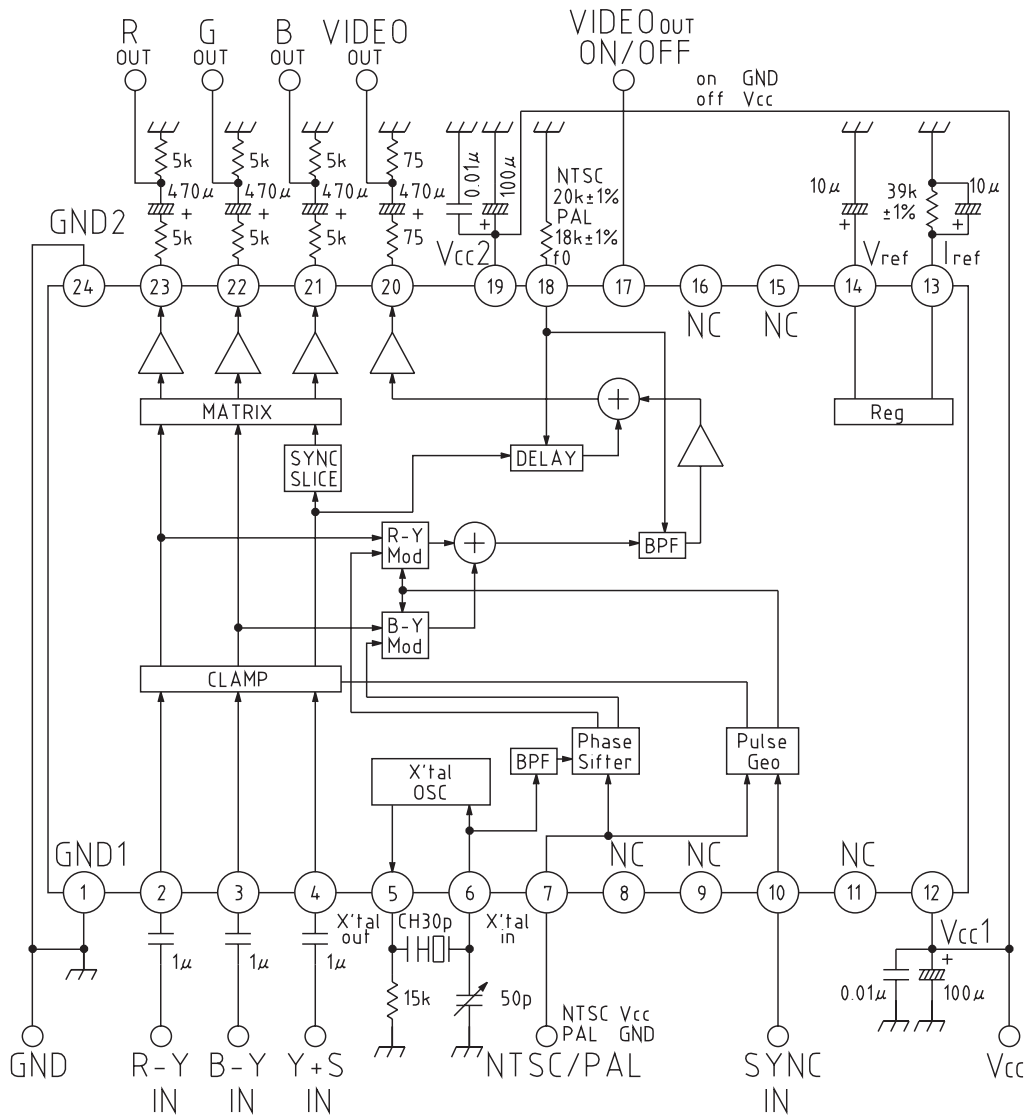 R
OUT
G
OUT
B
OUT
VIDEO
OUT
VIDEO OUT
ON/OFF
on GND
off Vcc
5k
5k
5k
75
0.01μ
100μ
+
NTSC
20k±1%
PAL
18k±1%
f0
10μ
+
39k
±1%
10μ
+
470μ
+
470μ
+
470μ
+
470μ
+
5k
5k
5k
75
GND2
Vcc2
Vref
Iref
24
23
22
21
20
19
18
17
16
15
14
13
NC
NC
MATRIX
+
Reg
SYNC
SLICE
DELAY
R-Y
Mod
+
BPF
B-Y
Mod
CLAMP
Phase
Sifter
Pulse
Geo
BPF
X'tal
OSC
GND1
NC
NC
NC
1
2
3
4
5
6
7
8
9
10
11
12
X'tal
out
CH30p
X'tal
in
Vcc1
1μ
1μ
1μ
15k
50p
NTSC Vcc
PAL GND
0.01μ
+
100μ
GND
R-Y
IN
B-Y
IN
Y+S
IN
NTSC/PAL
SYNC
IN
Vcc